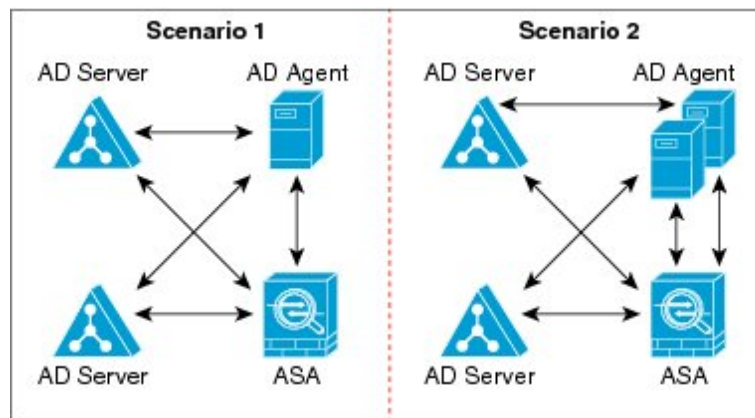 Scenario 1
AD Server
AD Agent
AD Server
ASA
Scenario 2
AD Server
AD Agent
AD Server
ASA